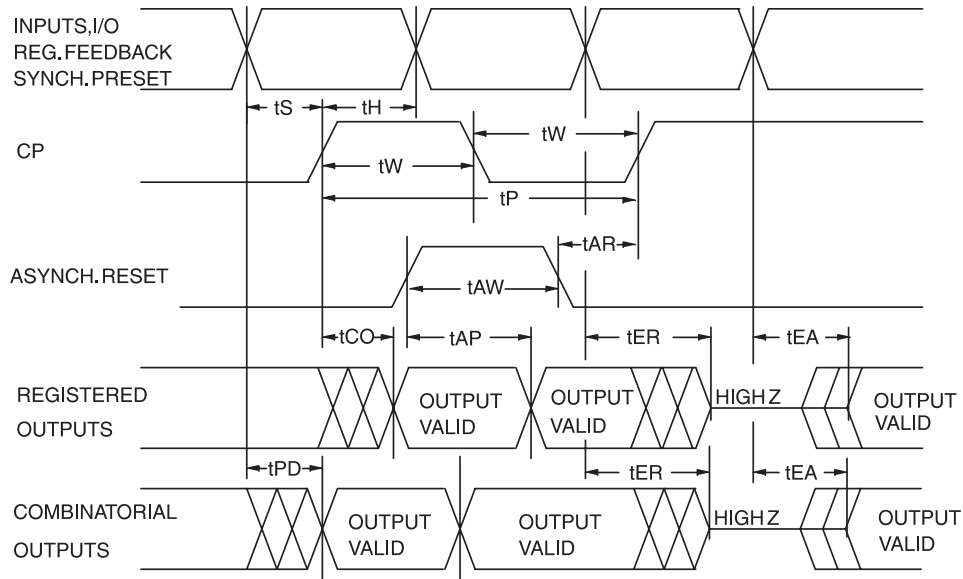 INPUTS,I/O
REG.FEEDBACK
SYNCH.PRESET
tS
tH
CP
tW
tW
tP
ASYNCH.RESET
tAR
tAW
tCO
tAP
tER
tEA
REGISTERED
OUTPUTS
OUTPUT
VALID
OUTPUT
VALID
HIGH Z
OUTPUT
VALID
tPD
tER
tEA
COMBINATORIAL
OUTPUTS
OUTPUT
VALID
OUTPUT
VALID
HIGH Z
OUTPUT
VALID